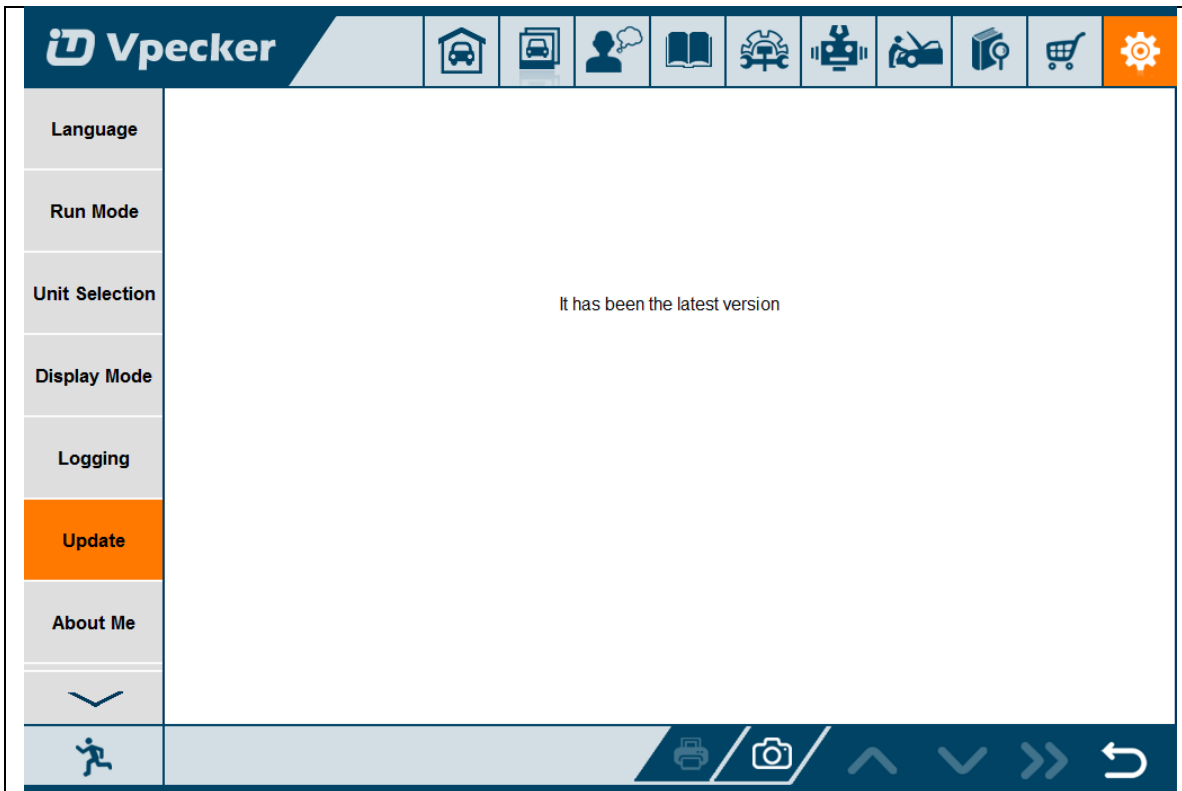 Vpecker
Language
Run Mode
Unit Selection
Display Mode
Logging
Update
About Me
It has been the latest version